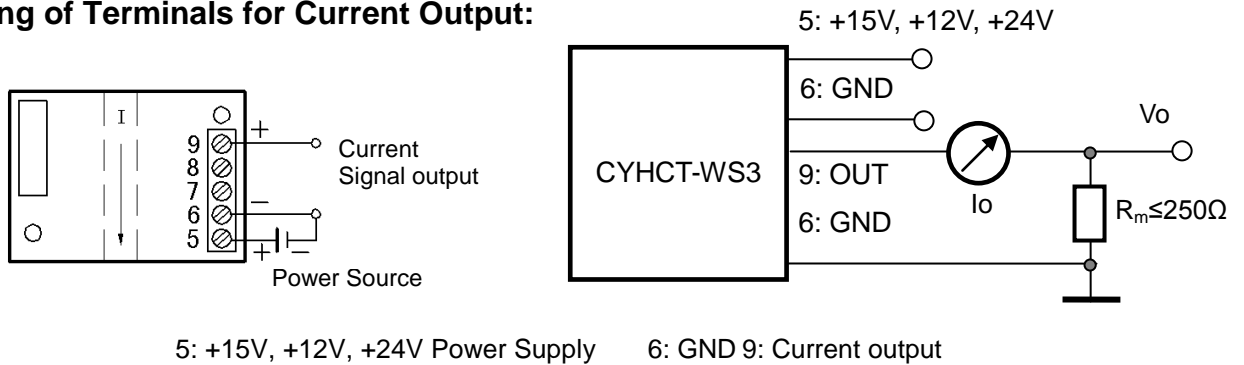 ng of Terminals for Current Output:
I
9
8
7
6
5
+
Current
Signal output
−
+ −
Power Source
CYHCT-WS3
5: +15V, +12V, +24V
6: GND
9: OUT
6: GND
Io
Vo
Rm≤250Ω
5: +15V, +12V, +24V Power Supply 6: GND 9: Current output